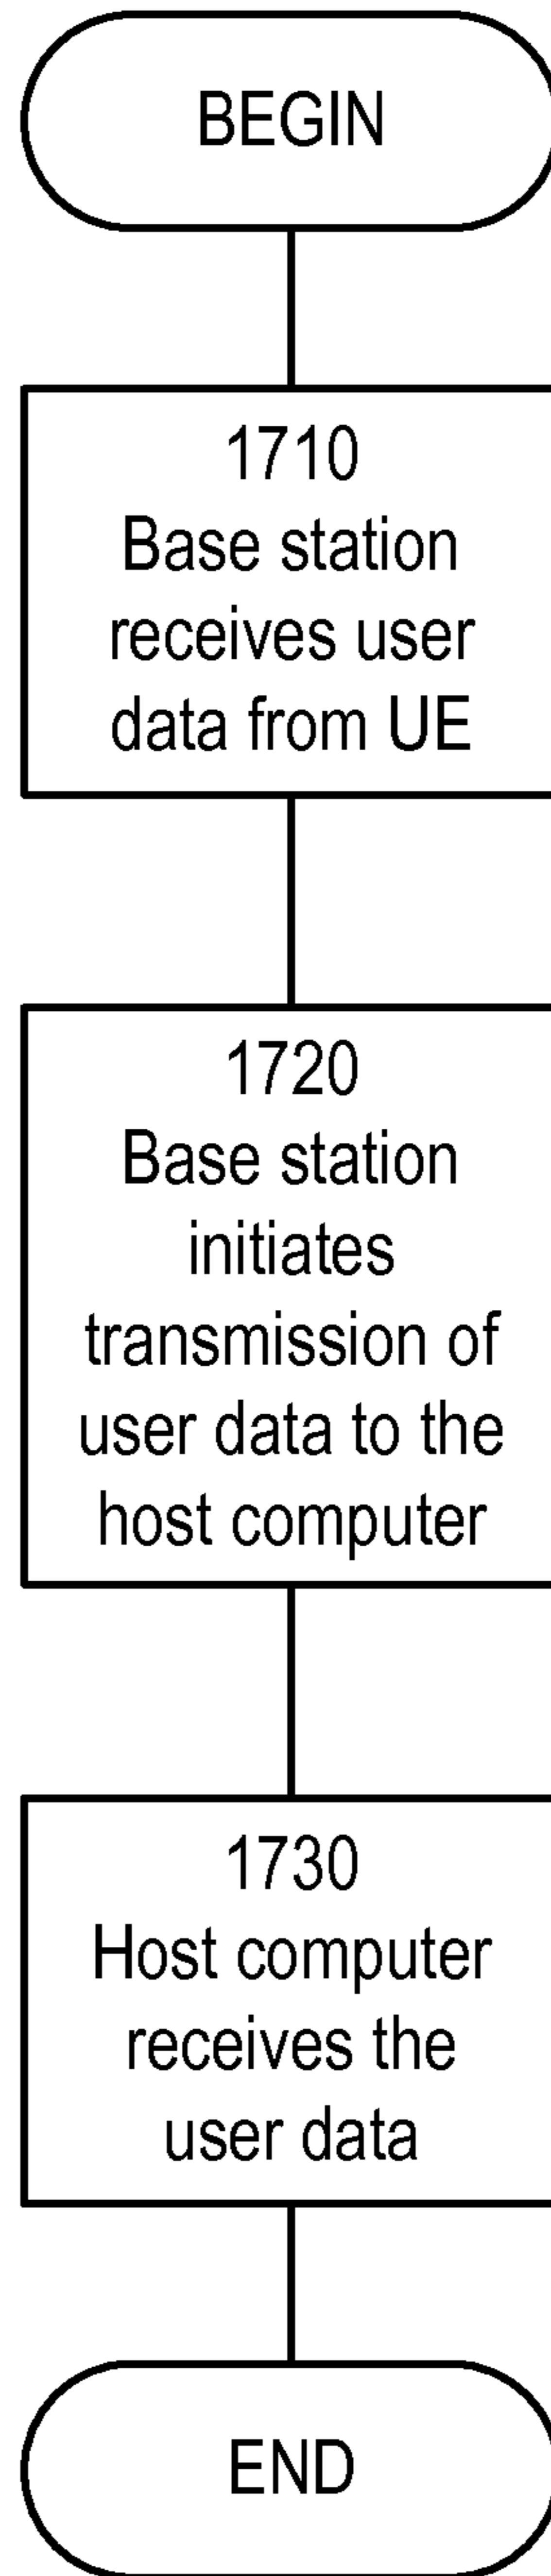 BEGIN
1710
Base station
receives user
data from UE
1720
Base station
initiates
transmission of
user data to the
host computer
1730
Host computer
receives the
user data
END